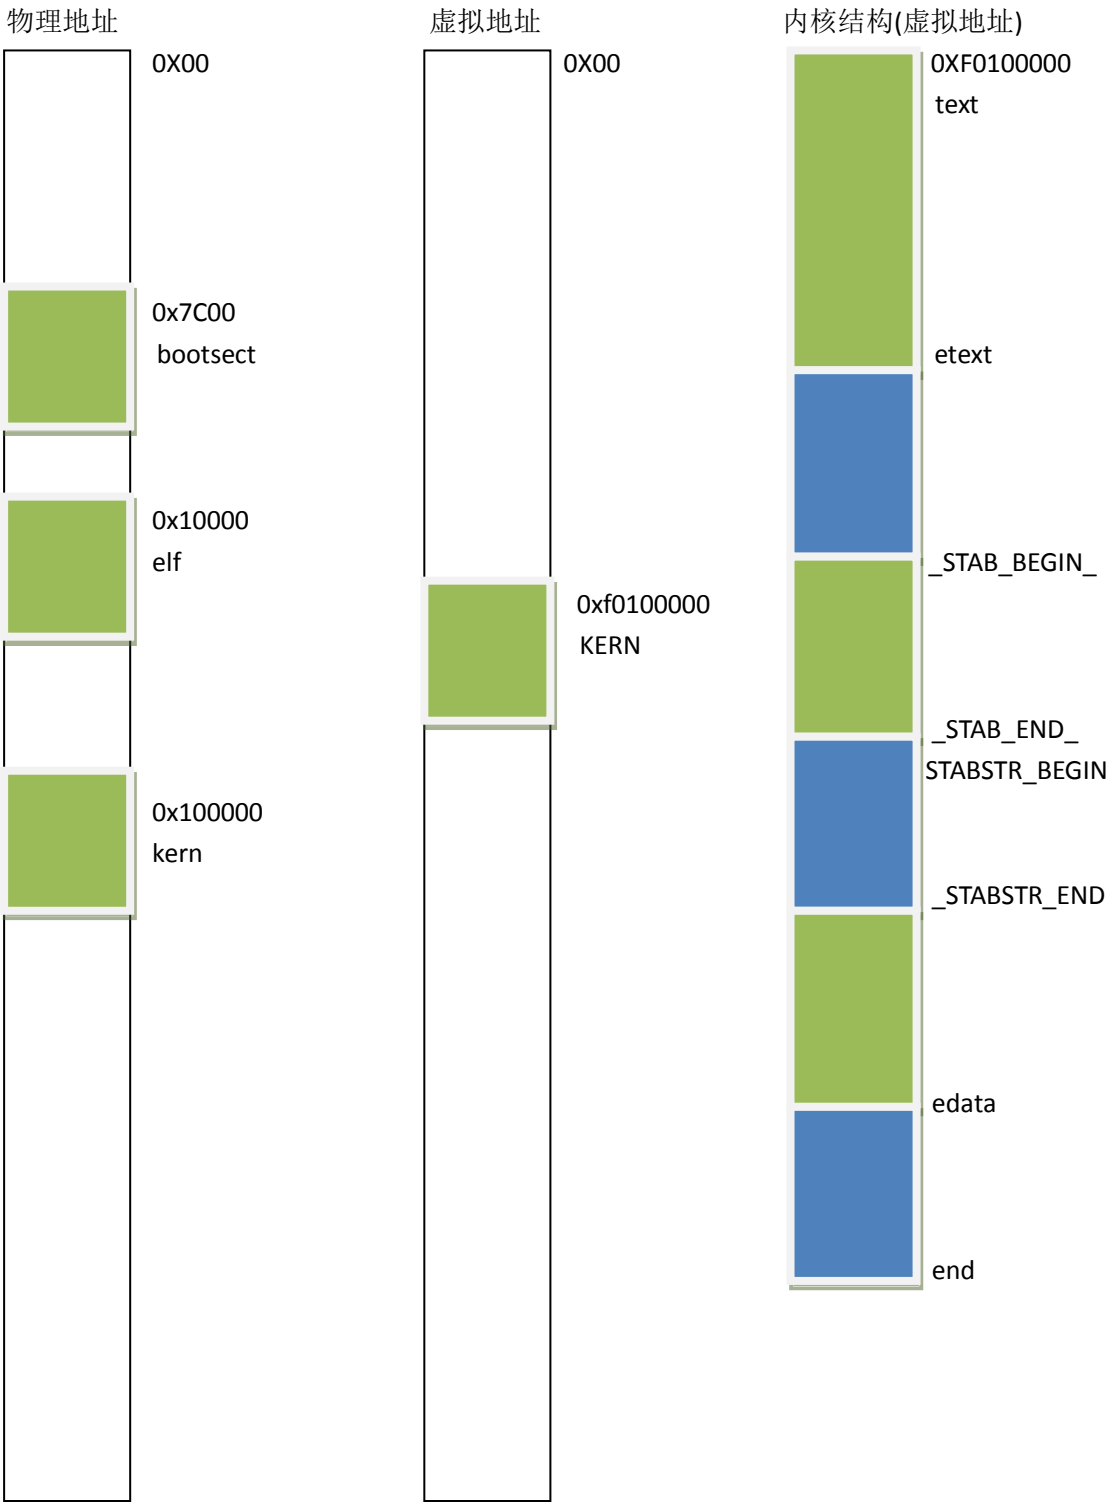 物理地址
0X00
0x7C00
bootsect
0x10000
elf
0x100000
kern
虚拟地址
0X00
0xf0100000
KERN
内核结构(虚拟地址)
0XF0100000
text
etext
_STAB_BEGIN_
_STAB_END_
STABSTR_BEGIN
_STABSTR_END
edata
end